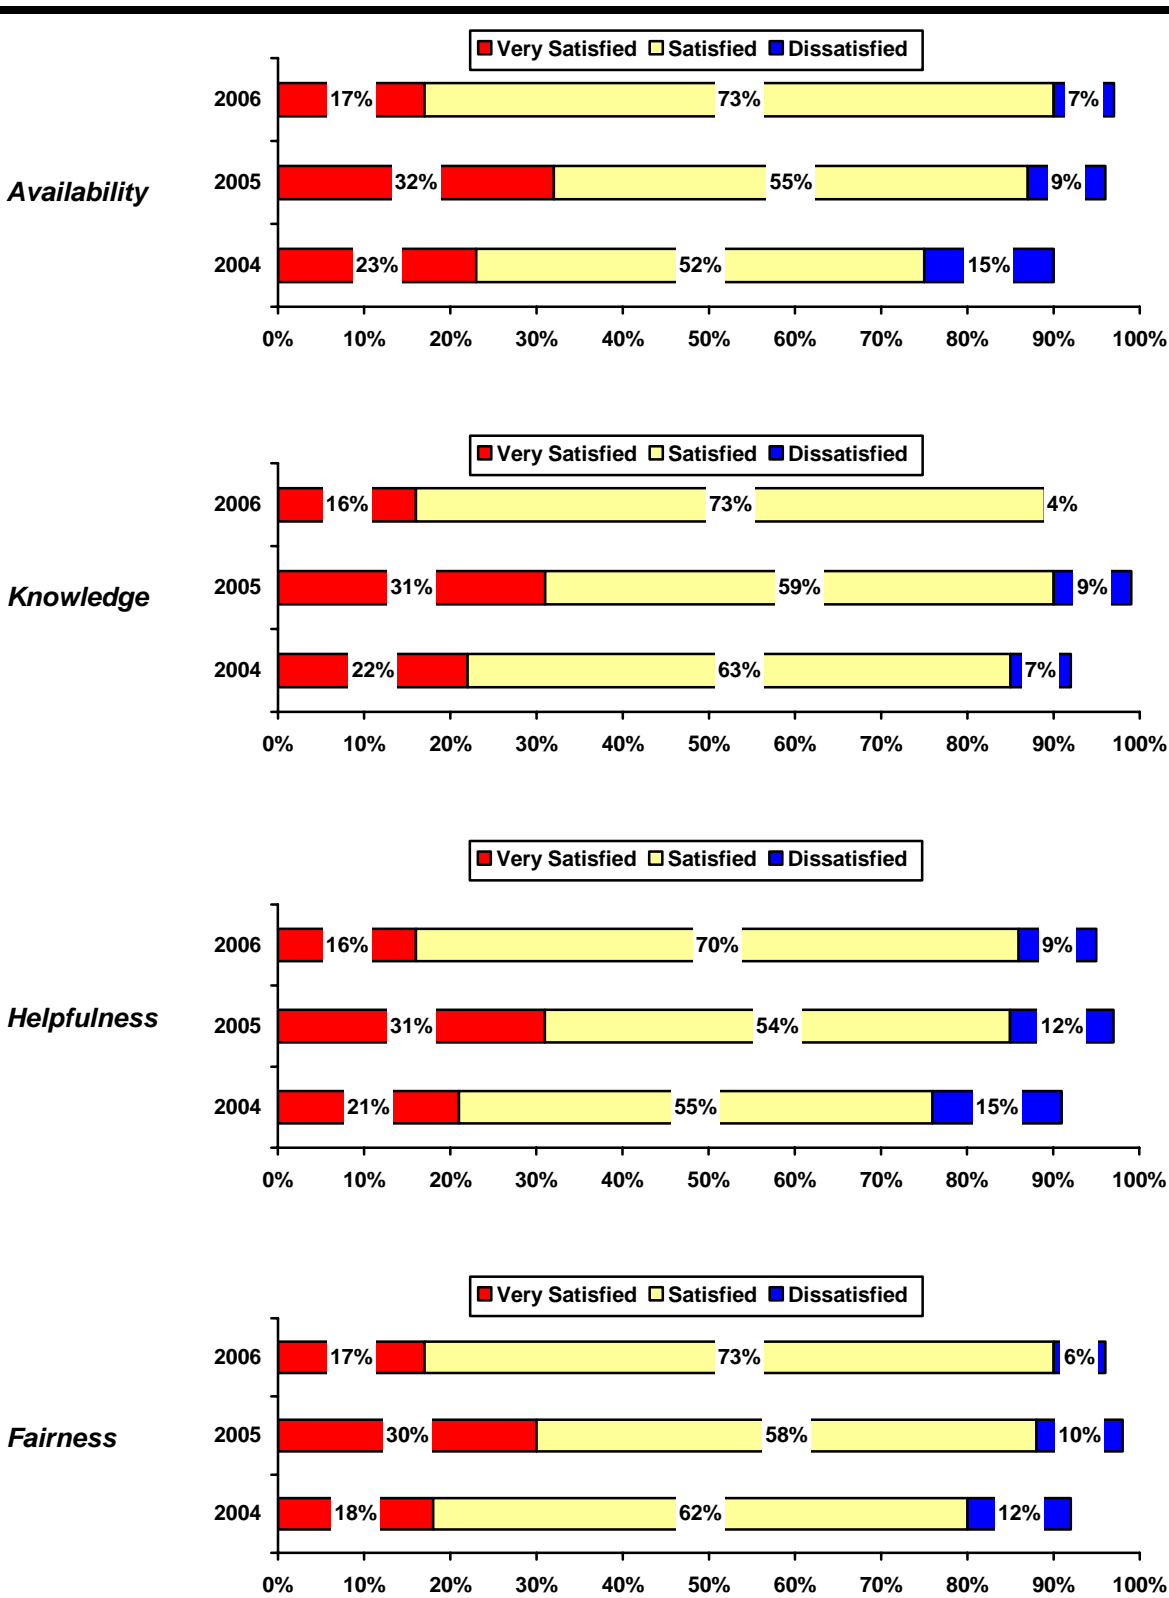 Very Satisfied Satisfied Dissatisfied
2006 17% 73% 7%
Availability
2005 32% 55% 9%
2004 23% 52% 15%
0% 10% 20% 30% 40% 50% 60% 70% 80% 90% 100%
Very Satisfied Satisfied Dissatisfied
2006 16% 73% 4%
Knowledge
2005 31% 59% 9%
2004 22% 63% 7%
0% 10% 20% 30% 40% 50% 60% 70% 80% 90% 100%
Very Satisfied Satisfied Dissatisfied
2006 16% 70% 9%
Helpfulness
2005 31% 54% 12%
2004 21% 55% 15%
0% 10% 20% 30% 40% 50% 60% 70% 80% 90% 100%
Very Satisfied Satisfied Dissatisfied
2006 17% 73% 6%
Fairness
2005 30% 58% 10%
2004 18% 62% 12%
0% 10% 20% 30% 40% 50% 60% 70% 80% 90% 100%